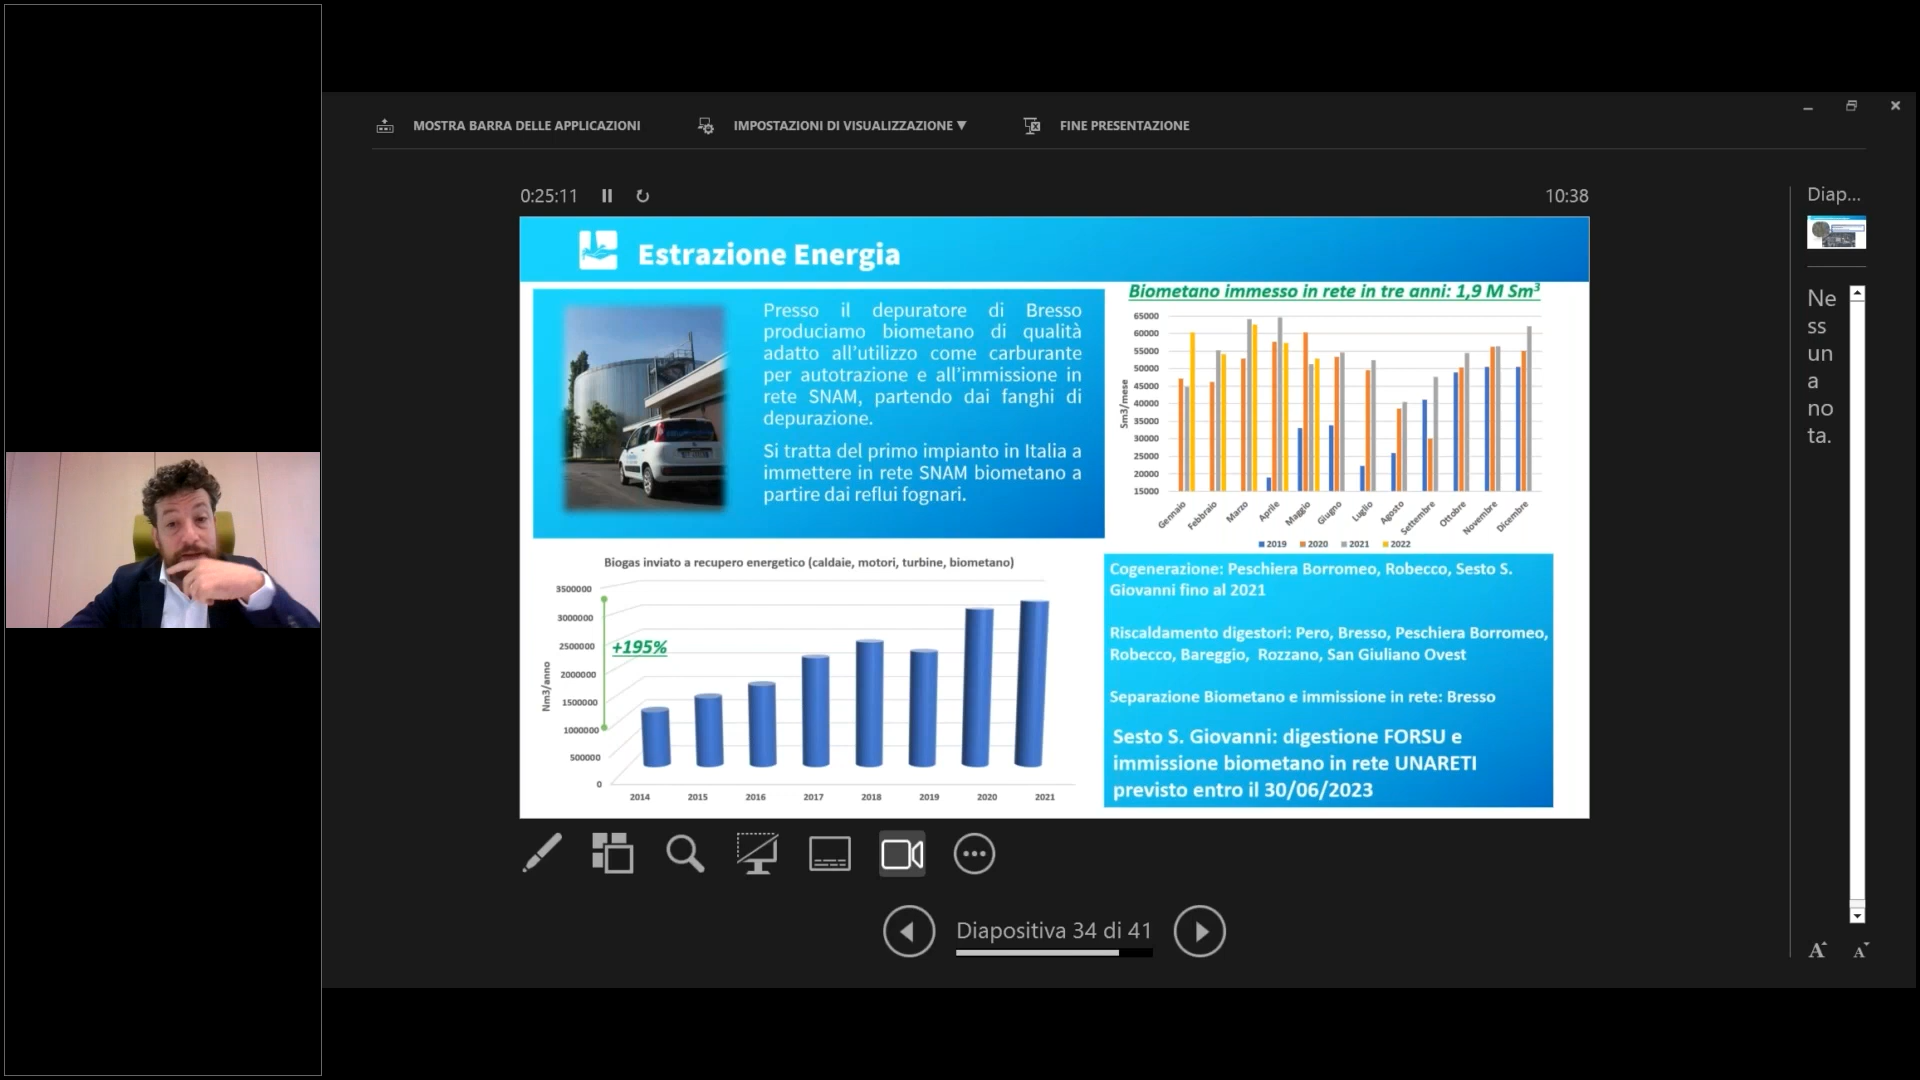 MOSTRA BARRA DELLE APPLICAZIONI
IMPOSTAZIONI DI VISUALIZZAZIONE ▼
FINE PRESENTAZIONE
0:25:11
10:38
Estrazione Energia
Presso il depuratore di Bresso
produciamo biometano di qualità
adatto all'utilizzo come carburante
per autotrazione e all'immissione in
rete SNAM, partendo dai fanghi di
depurazione.
Si tratta del primo impianto in Italia a
immettere in rete SNAM biometano a
partire dai reflui fognari.
Biometano immesso in rete in tre anni: 1,9 M Sm³
Sm3/mese
65000
60000
55000
50000
45000
40000
35000
30000
25000
20000
15000
Gennaio
Febbraio
Marzo
Aprile
Maggio
Giugno
Luglio
Agosto
Settembre
Ottobre
Novembre
Dicembre
2019 2020 2021 2022
Biogas inviato a recupero energetico (caldaie, motori, turbine, biometano)
Nm3/anno
3500000
3000000
2500000
2000000
1500000
1000000
500000
0
+195%
2014 2015 2016 2017 2018 2019 2020 2021
Cogenerazione: Peschiera Borromeo, Robecco, Sesto S.
Giovanni fino al 2021
Riscaldamento digestori: Pero, Bresso, Peschiera Borromeo,
Robecco, Bareggio, Rozzano, San Giuliano Ovest
Separazione Biometano e immissione in rete: Bresso
Sesto S. Giovanni: digestione FORSU e
immissione biometano in rete UNARETI
previsto entro il 30/06/2023
Diapositiva 34 di 41
Diap...
Ne
ss
un
a
no
ta.
A
A